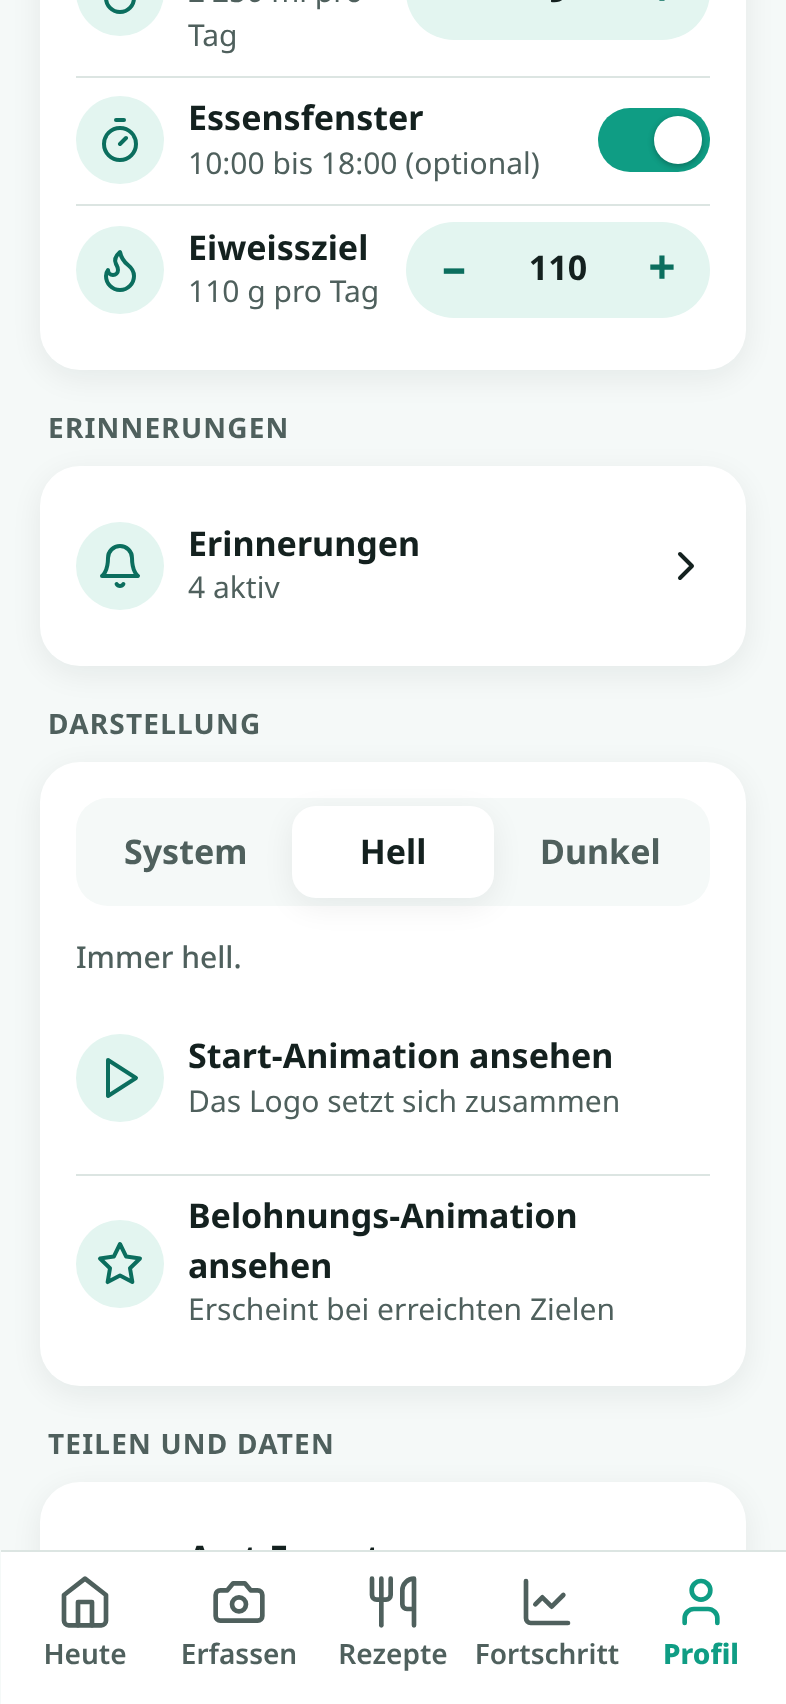 Tag
Essensfenster
10:00 bis 18:00 (optional)
Eiweissziel
110 g pro Tag
– 110 +
ERINNERUNGEN
Erinnerungen
4 aktiv
DARSTELLUNG
System Hell Dunkel
Immer hell.
Start-Animation ansehen
Das Logo setzt sich zusammen
Belohnungs-Animation
ansehen
Erscheint bei erreichten Zielen
TEILEN UND DATEN
Heute Erfassen Rezepte Fortschritt Profil